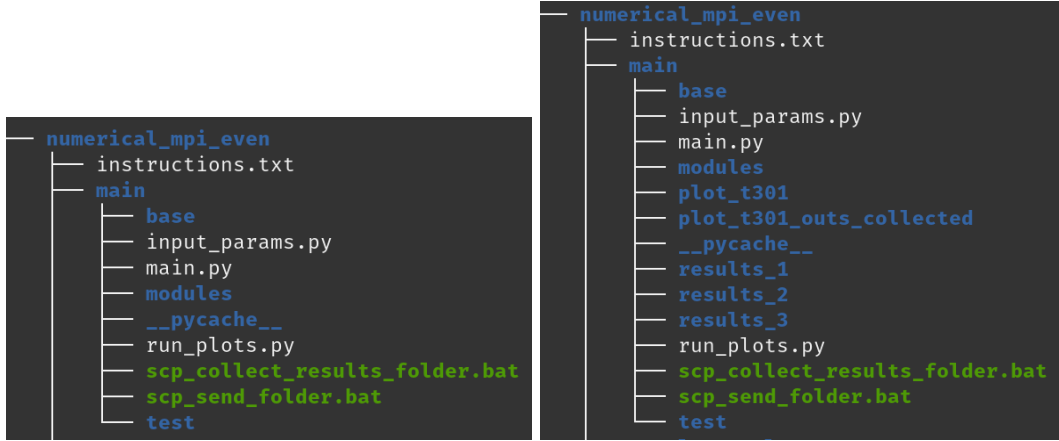 numerical_mpi_even
instructions.txt
main
base
input_params.py
main.py
modules
__pycache__
run_plots.py
scp_collect_results_folder.bat
scp_send_folder.bat
test
numerical_mpi_even
instructions.txt
main
base
input_params.py
main.py
modules
plot_t301
plot_t301_outs_collected
__pycache__
results_1
results_2
results_3
run_plots.py
scp_collect_results_folder.bat
scp_send_folder.bat
test